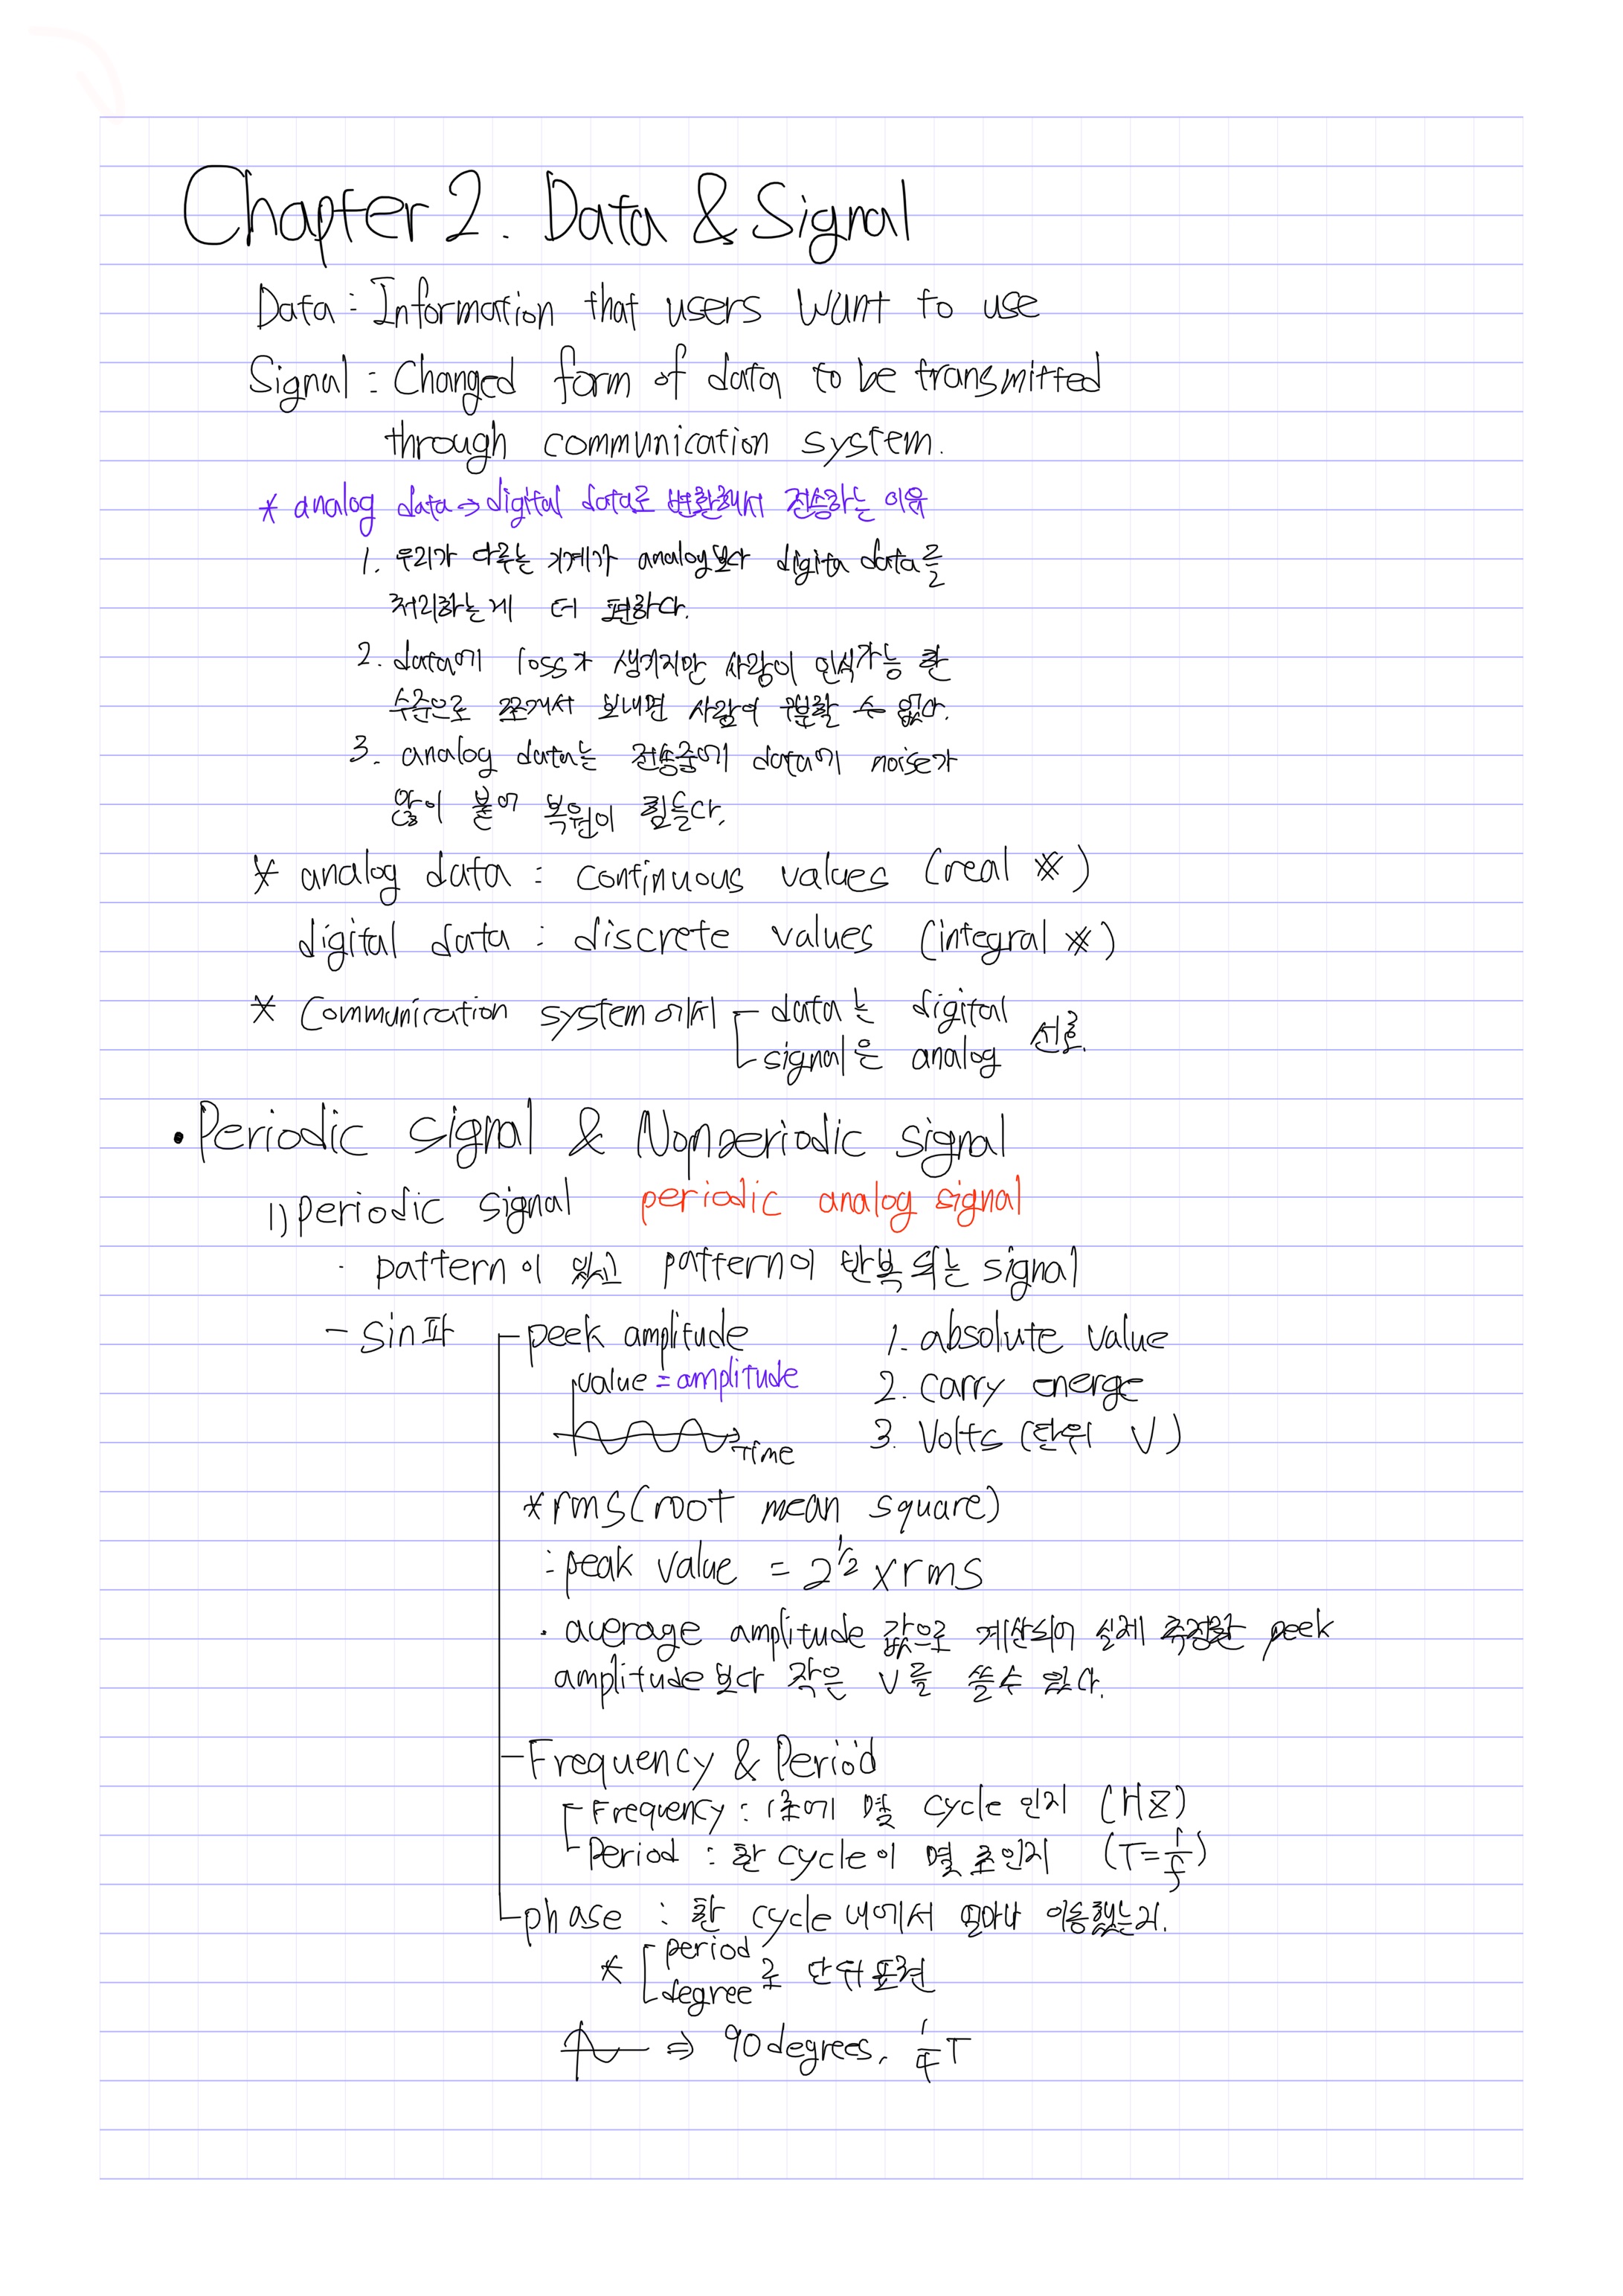 Chapter 2. Data & Signal
Data : Information that users want to use
Signal : Changed form of data to be transmitted
through communication system.
* analog data → digital data로 변환해서 전송하는 이유
1. 우리가 다루는 기계가 analog보다 digita data를
처리하는게 더 편하다.
2. data에 loss가 생기지만 사람이 인식가능 한
수준으로 쪼개서 보내면 사람이 구분할 수 없다.
3. analog data는 전송중에 data에 noise가
많이 붙어 복원이 힘들다.
* analog data : continuous values (real #)
digital data : discrete values (integral #)
* Communication system에서 data는 digital
signal은 analog 선호.
• Periodic signal & Nonperiodic signal
1) periodic signal periodic analog signal
· pattern이 있고 pattern이 반복되는 signal
- sin파 - peek amplitude 1. absolute value
value = amplitude 2. carry energe
Time 3. Volts (단위 V)
* rms (root mean square)
: peak value = 2^1/2 x rms
· average amplitude 값으로 계산되어 실제 측정한 peek
amplitude보다 작은 V를 쓸수 있다.
- Frequency & Period
Frequency : 1초에 몇 cycle 인지 (HZ)
Period : 한 cycle이 몇 초인지 (T=1/f)
phase : 한 cycle 내에서 얼마나 이동했는지.
* period
degree 로 단위 표현
⇒ 90 degrees, 1/4 T